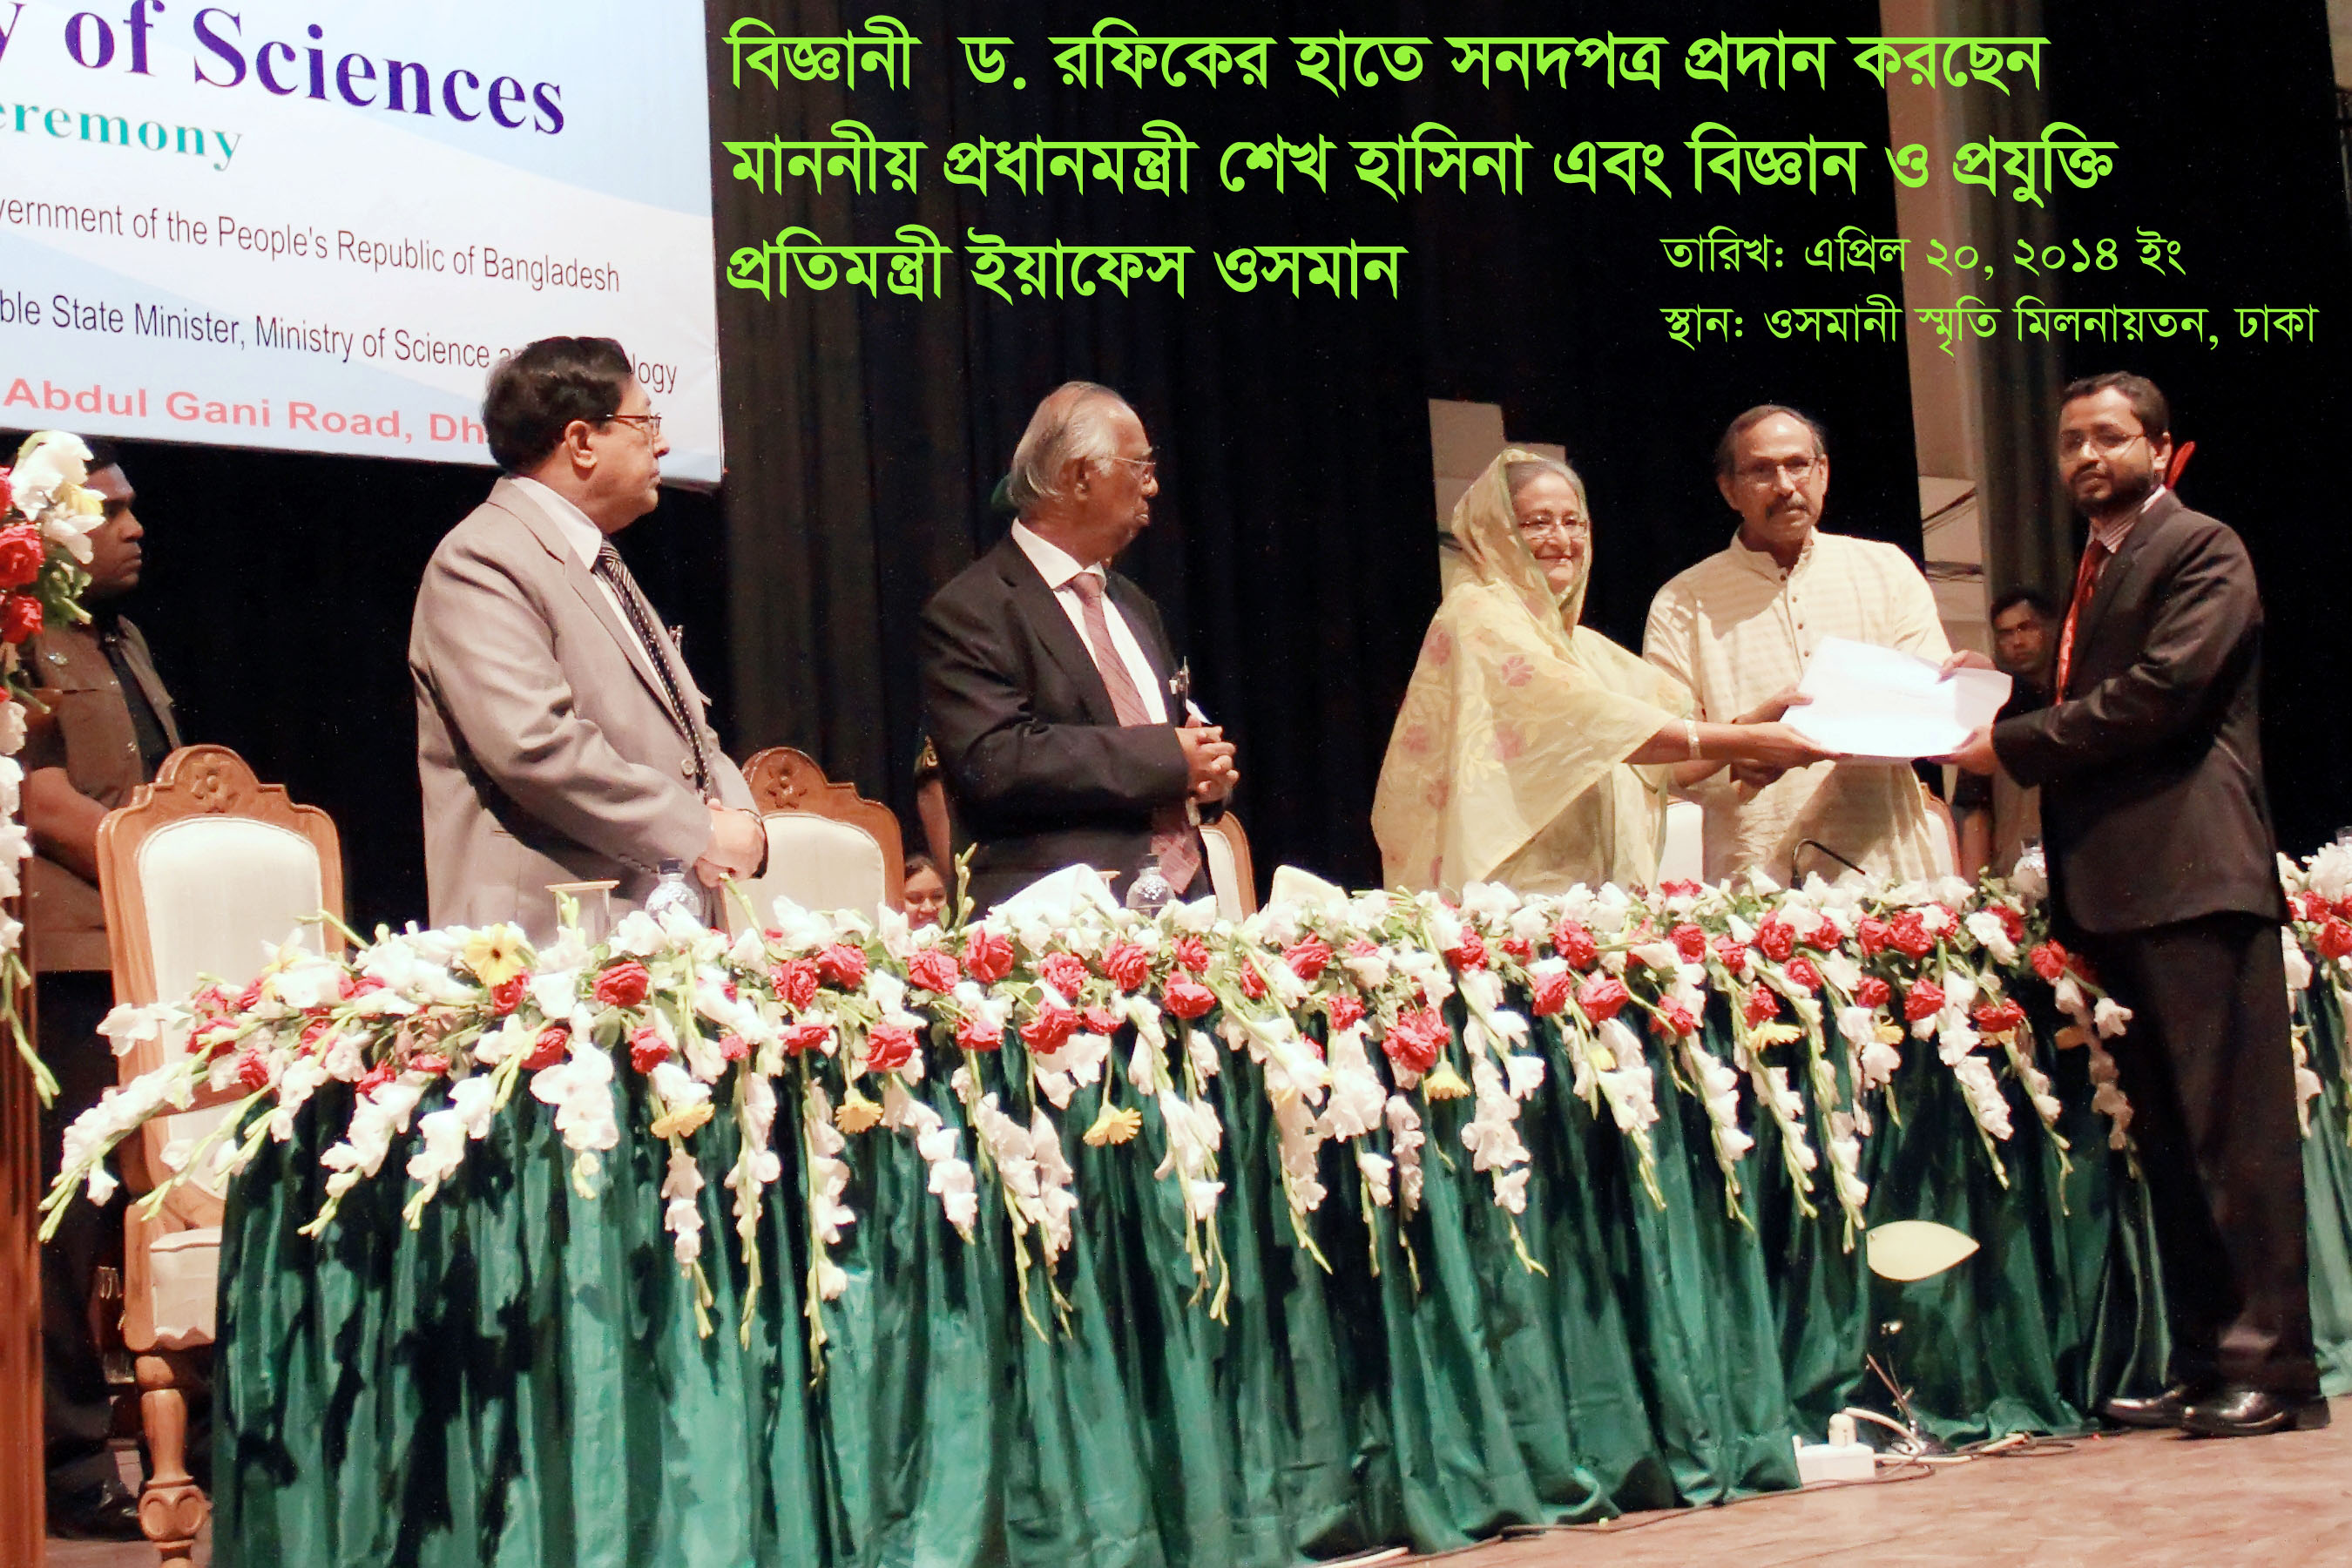 of Sciences
বিজ্ঞানী ড. রফিকের হাতে সনদপত্র প্রদান করছেন
মাননীয় প্রধানমন্ত্রী শেখ হাসিনা এবং বিজ্ঞান ও প্রযুক্তি
প্রতিমন্ত্রী ইয়াফেস ওসমান
তারিখ: এপ্রিল ২০, ২০১৪ ইং
স্থান: ওসমানী স্মৃতি মিলনায়তন, ঢাকা
eremony
vernment of the People's Republic of Bangladesh
ble State Minister, Ministry of Science
Abdul Gani Road,